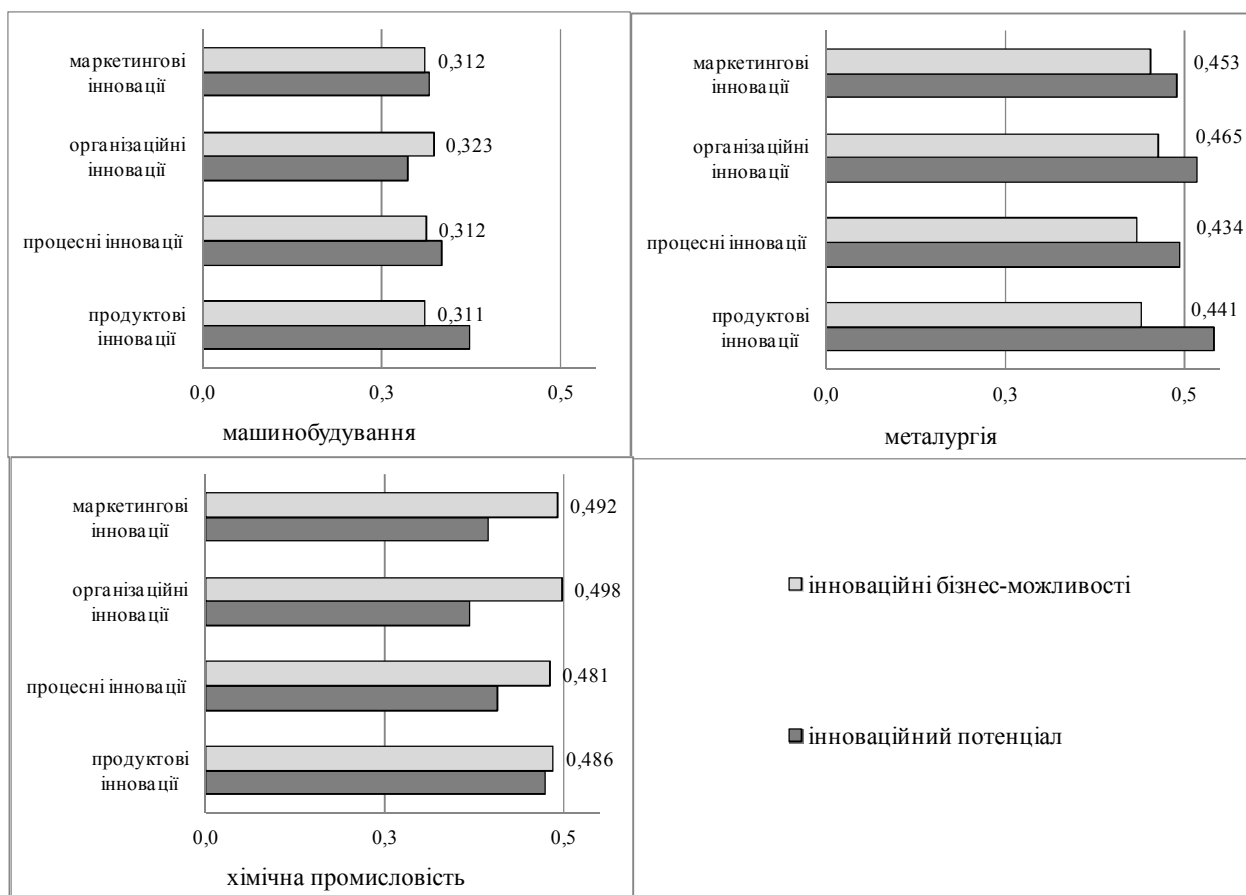 маркетингові
інновації
0,312
організаційні
інновації
0,323
процесні інновації
0,312
продуктові
інновації
0,311
0,0 0,3 0,5
машинобудування
маркетингові
інновації
0,453
організаційні
інновації
0,465
процесні інновації
0,434
продуктові
інновації
0,441
0,0 0,3 0,5
металургія
маркетингові
інновації
0,492
організаційні
інновації
0,498
процесні інновації
0,481
продуктові
інновації
0,486
0,0 0,3 0,5
хімічна промисловість
інноваційні бізнес-можливості
інноваційний потенціал